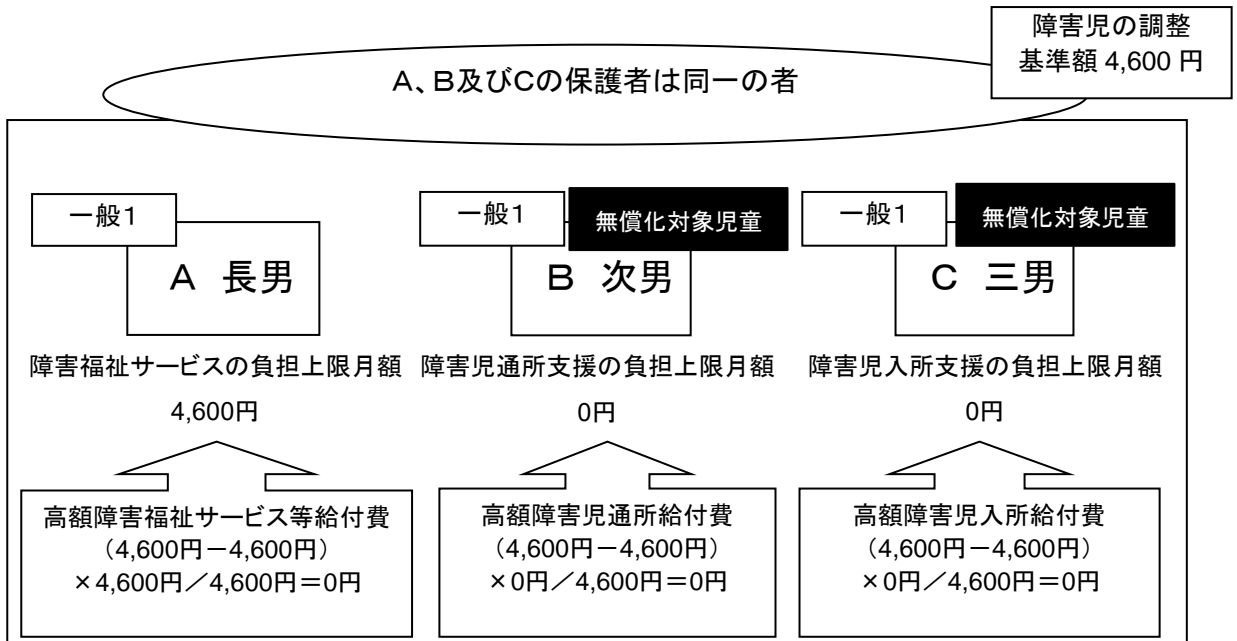 障害児の調整
基準額 4,600 円
A、B及びCの保護者は同一の者
一般1
A 長男
障害福祉サービスの負担上限月額
4,600円
高額障害福祉サービス等給付費
(4,600円-4,600円)
×4,600円/4,600円=0円
一般1
無償化対象児童
B 次男
障害児通所支援の負担上限月額
0円
高額障害児通所給付費
(4,600円-4,600円)
×0円/4,600円=0円
一般1
無償化対象児童
C 三男
障害児入所支援の負担上限月額
0円
高額障害児入所給付費
(4,600円-4,600円)
×0円/4,600円=0円